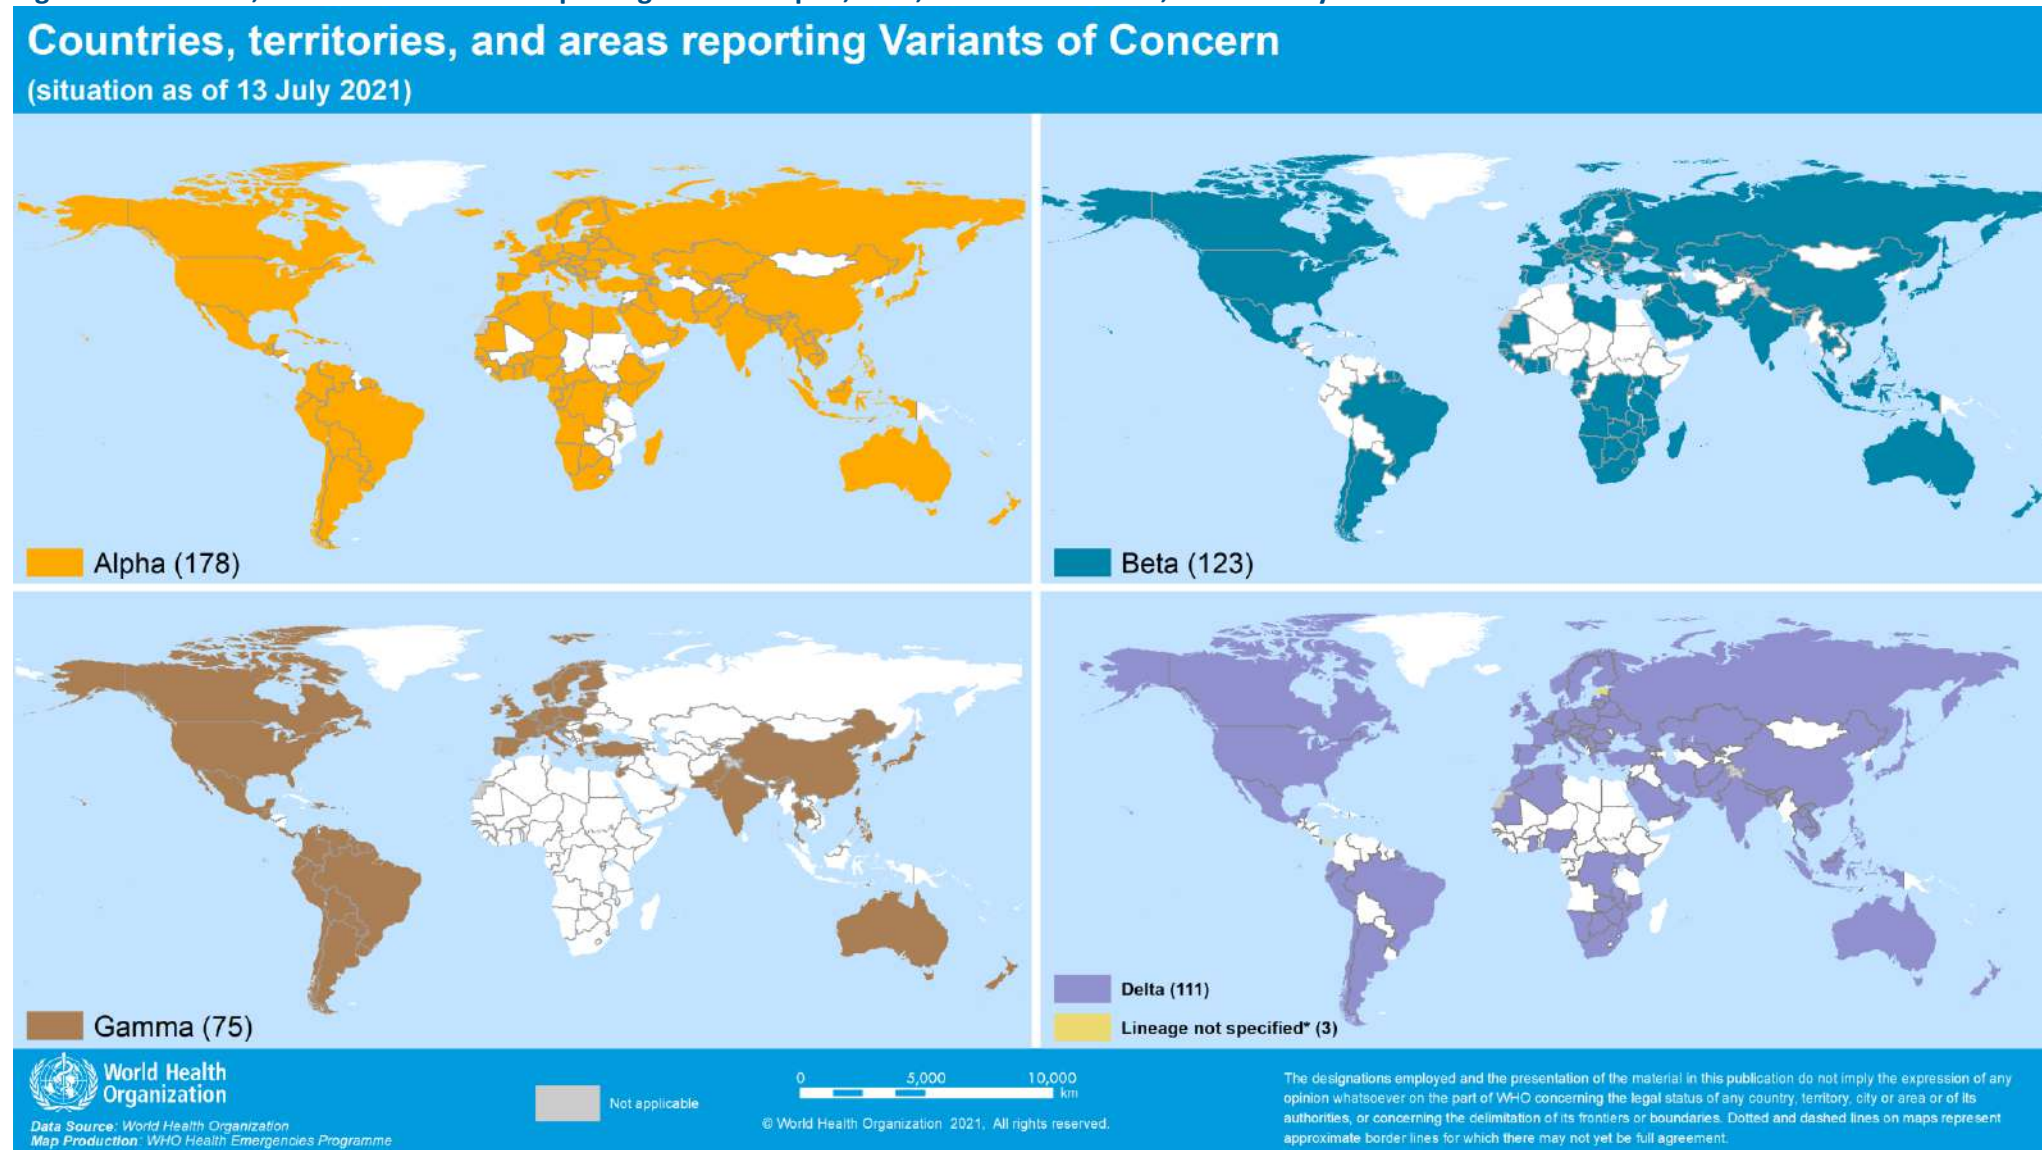 Countries, territories, and areas reporting Variants of Concern
(situation as of 13 July 2021)
Alpha (178)
Beta (123)
Gamma (75)
Delta (111)
Lineage not specified* (3)
World Health
Organization
Data Source: World Health Organization
Map Production: WHO Health Emergencies Programme
Not applicable
0 5,000 10,000
km
© World Health Organization 2021, All rights reserved.
The designations employed and the presentation of the material in this publication do not imply the expression of any
opinion whatsoever on the part of WHO concerning the legal status of any country, territory, city or area or of its
authorities, or concerning the delimitation of its frontiers or boundaries. Dotted and dashed lines on maps represent
approximate border lines for which there may not yet be full agreement.